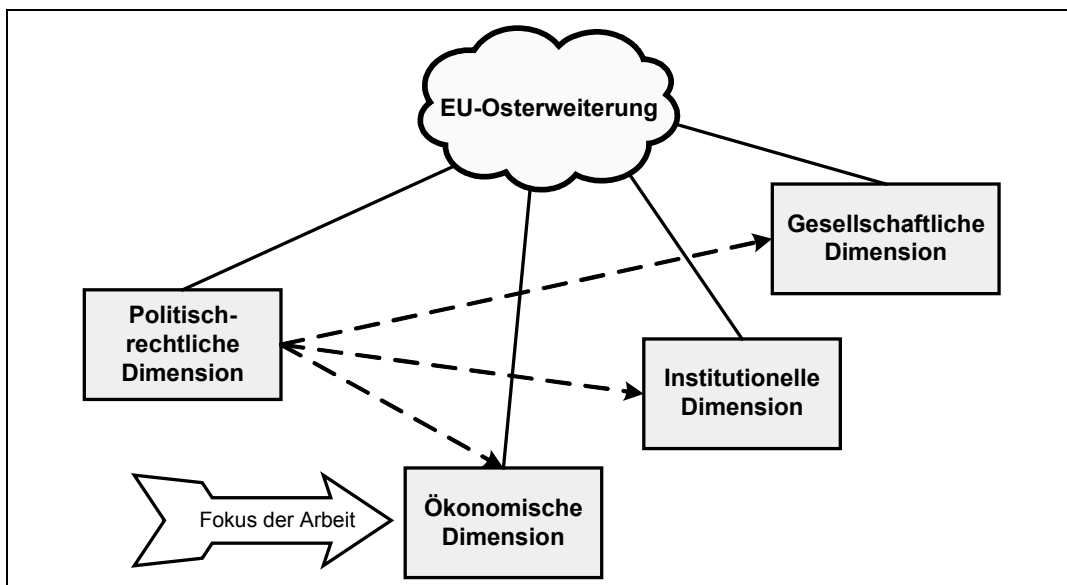 EU-Osterweiterung
Gesellschaftliche
Dimension
Politisch-
rechtliche
Dimension
Institutionelle
Dimension
Ökonomische
Dimension
Fokus der Arbeit